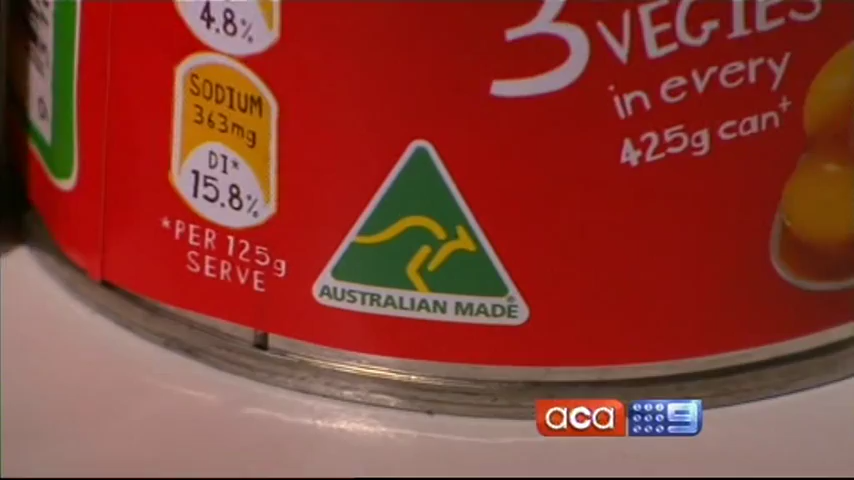 4.8%
SODIUM
363mg
DI*
15.8%
*PER 125g
SERVE
3 VEGIES
in every
425g can+
AUSTRALIAN MADE
aca 9